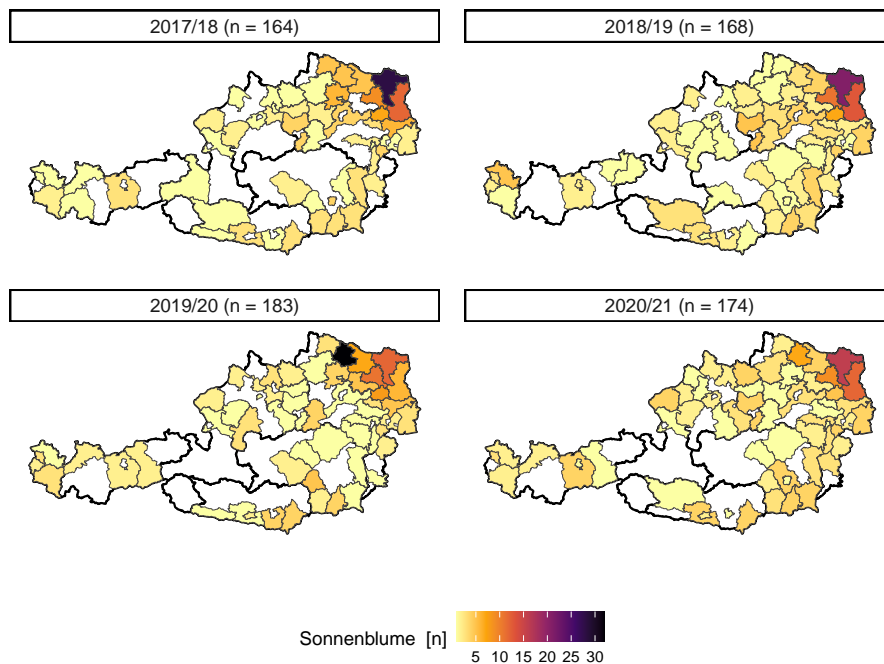 2017/18 (n = 164)
2018/19 (n = 168)
2019/20 (n = 183)
2020/21 (n = 174)
Sonnenblume [n]
5 10 15 20 25 30